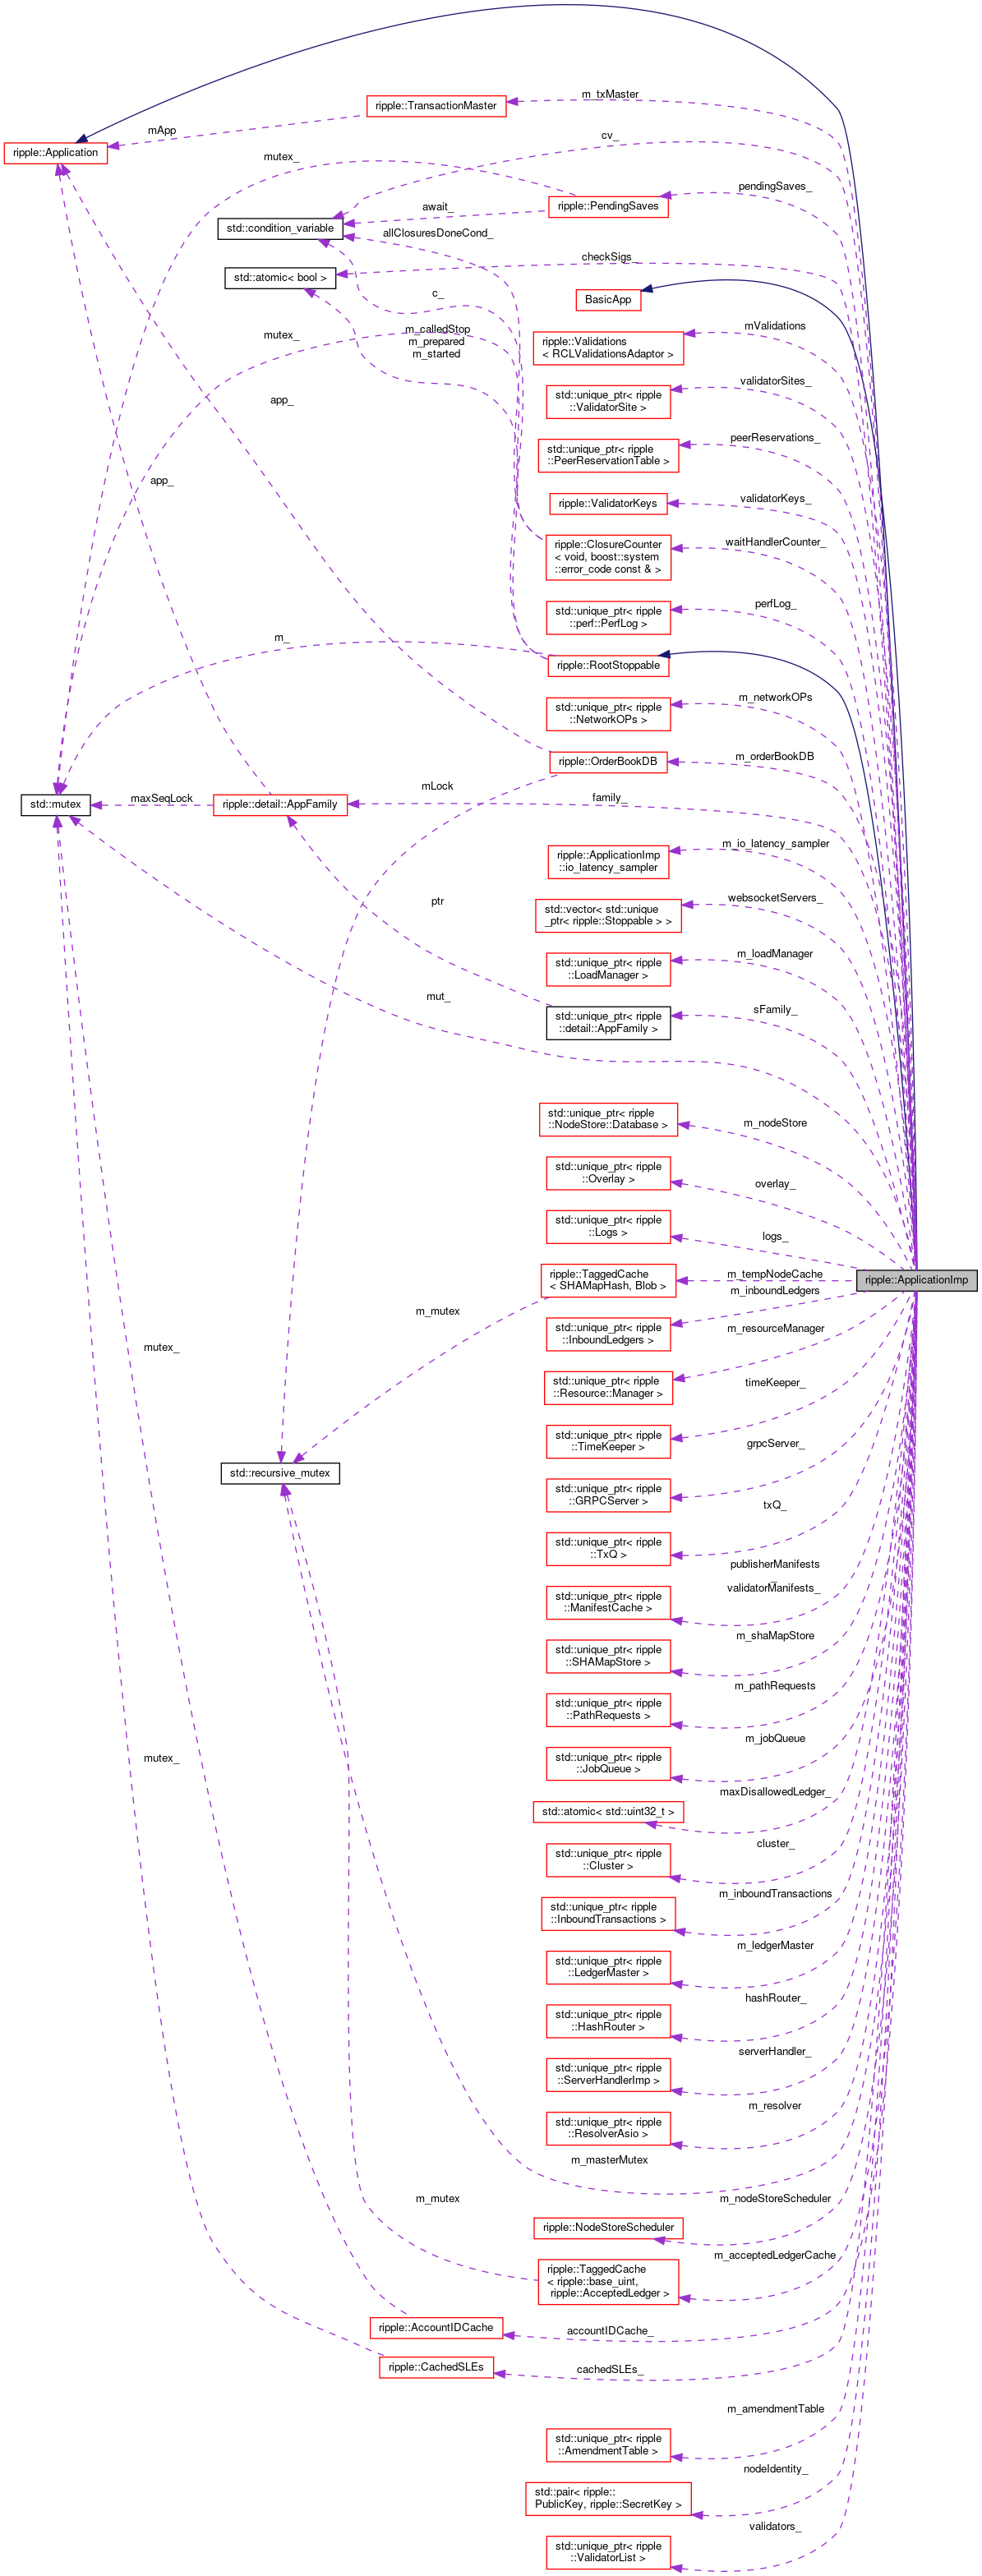 m_txMaster
ripple::TransactionMaster
mApp
cv_
ripple::Application
mutex_
pendingSaves_
await_
ripple::PendingSaves
std::condition_variable
allClosuresDoneCond_
checkSigs_
std::atomic< bool >
c_
BasicApp
mutex_
m_calledStop
m_prepared
m_started
mValidations
ripple::Validations
< RCLValidationsAdaptor >
validatorSites_
std::unique_ptr< ripple
::ValidatorSite >
app_
peerReservations_
std::unique_ptr< ripple
::PeerReservationTable >
app_
validatorKeys_
ripple::ValidatorKeys
waitHandlerCounter_
ripple::ClosureCounter
< void, boost::system
::error_code const & >
perfLog_
std::unique_ptr< ripple
::perf::PerfLog >
m_
ripple::RootStoppable
m_networkOPs
std::unique_ptr< ripple
::NetworkOPs >
m_orderBookDB
ripple::OrderBookDB
mLock
std::mutex
maxSeqLock
ripple::detail::AppFamily
family_
m_io_latency_sampler
ripple::ApplicationImp
::io_latency_sampler
websocketServers_
ptr
std::vector< std::unique
_ptr< ripple::Stoppable > >
m_loadManager
std::unique_ptr< ripple
::LoadManager >
mut_
sFamily_
std::unique_ptr< ripple
::detail::AppFamily >
m_nodeStore
std::unique_ptr< ripple
::NodeStore::Database >
overlay_
std::unique_ptr< ripple
::Overlay >
logs_
std::unique_ptr< ripple
::Logs >
ripple::ApplicationImp
m_tempNodeCache
ripple::TaggedCache
< SHAMapHash, Blob >
m_mutex
m_inboundLedgers
std::unique_ptr< ripple
::InboundLedgers >
mutex_
m_resourceManager
std::unique_ptr< ripple
::Resource::Manager >
timeKeeper_
std::unique_ptr< ripple
::TimeKeeper >
std::recursive_mutex
grpcServer_
std::unique_ptr< ripple
::GRPCServer >
txQ_
std::unique_ptr< ripple
::TxQ >
publisherManifests_
validatorManifests_
std::unique_ptr< ripple
::ManifestCache >
m_shaMapStore
std::unique_ptr< ripple
::SHAMapStore >
m_pathRequests
std::unique_ptr< ripple
::PathRequests >
m_jobQueue
std::unique_ptr< ripple
::JobQueue >
mutex_
maxDisallowedLedger_
std::atomic< std::uint32_t >
cluster_
std::unique_ptr< ripple
::Cluster >
m_inboundTransactions
std::unique_ptr< ripple
::InboundTransactions >
m_ledgerMaster
std::unique_ptr< ripple
::LedgerMaster >
hashRouter_
std::unique_ptr< ripple
::HashRouter >
serverHandler_
std::unique_ptr< ripple
::ServerHandlerImp >
m_resolver
std::unique_ptr< ripple
::ResolverAsio >
m_masterMutex
m_mutex
m_nodeStoreScheduler
ripple::NodeStoreScheduler
m_acceptedLedgerCache
ripple::TaggedCache
< ripple::base_uint,
ripple::AcceptedLedger >
ripple::AccountIDCache
accountIDCache_
ripple::CachedSLEs
cachedSLEs_
m_amendmentTable
std::unique_ptr< ripple
::AmendmentTable >
nodeIdentity_
std::pair< ripple::
PublicKey, ripple::SecretKey >
validators_
std::unique_ptr< ripple
::ValidatorList >